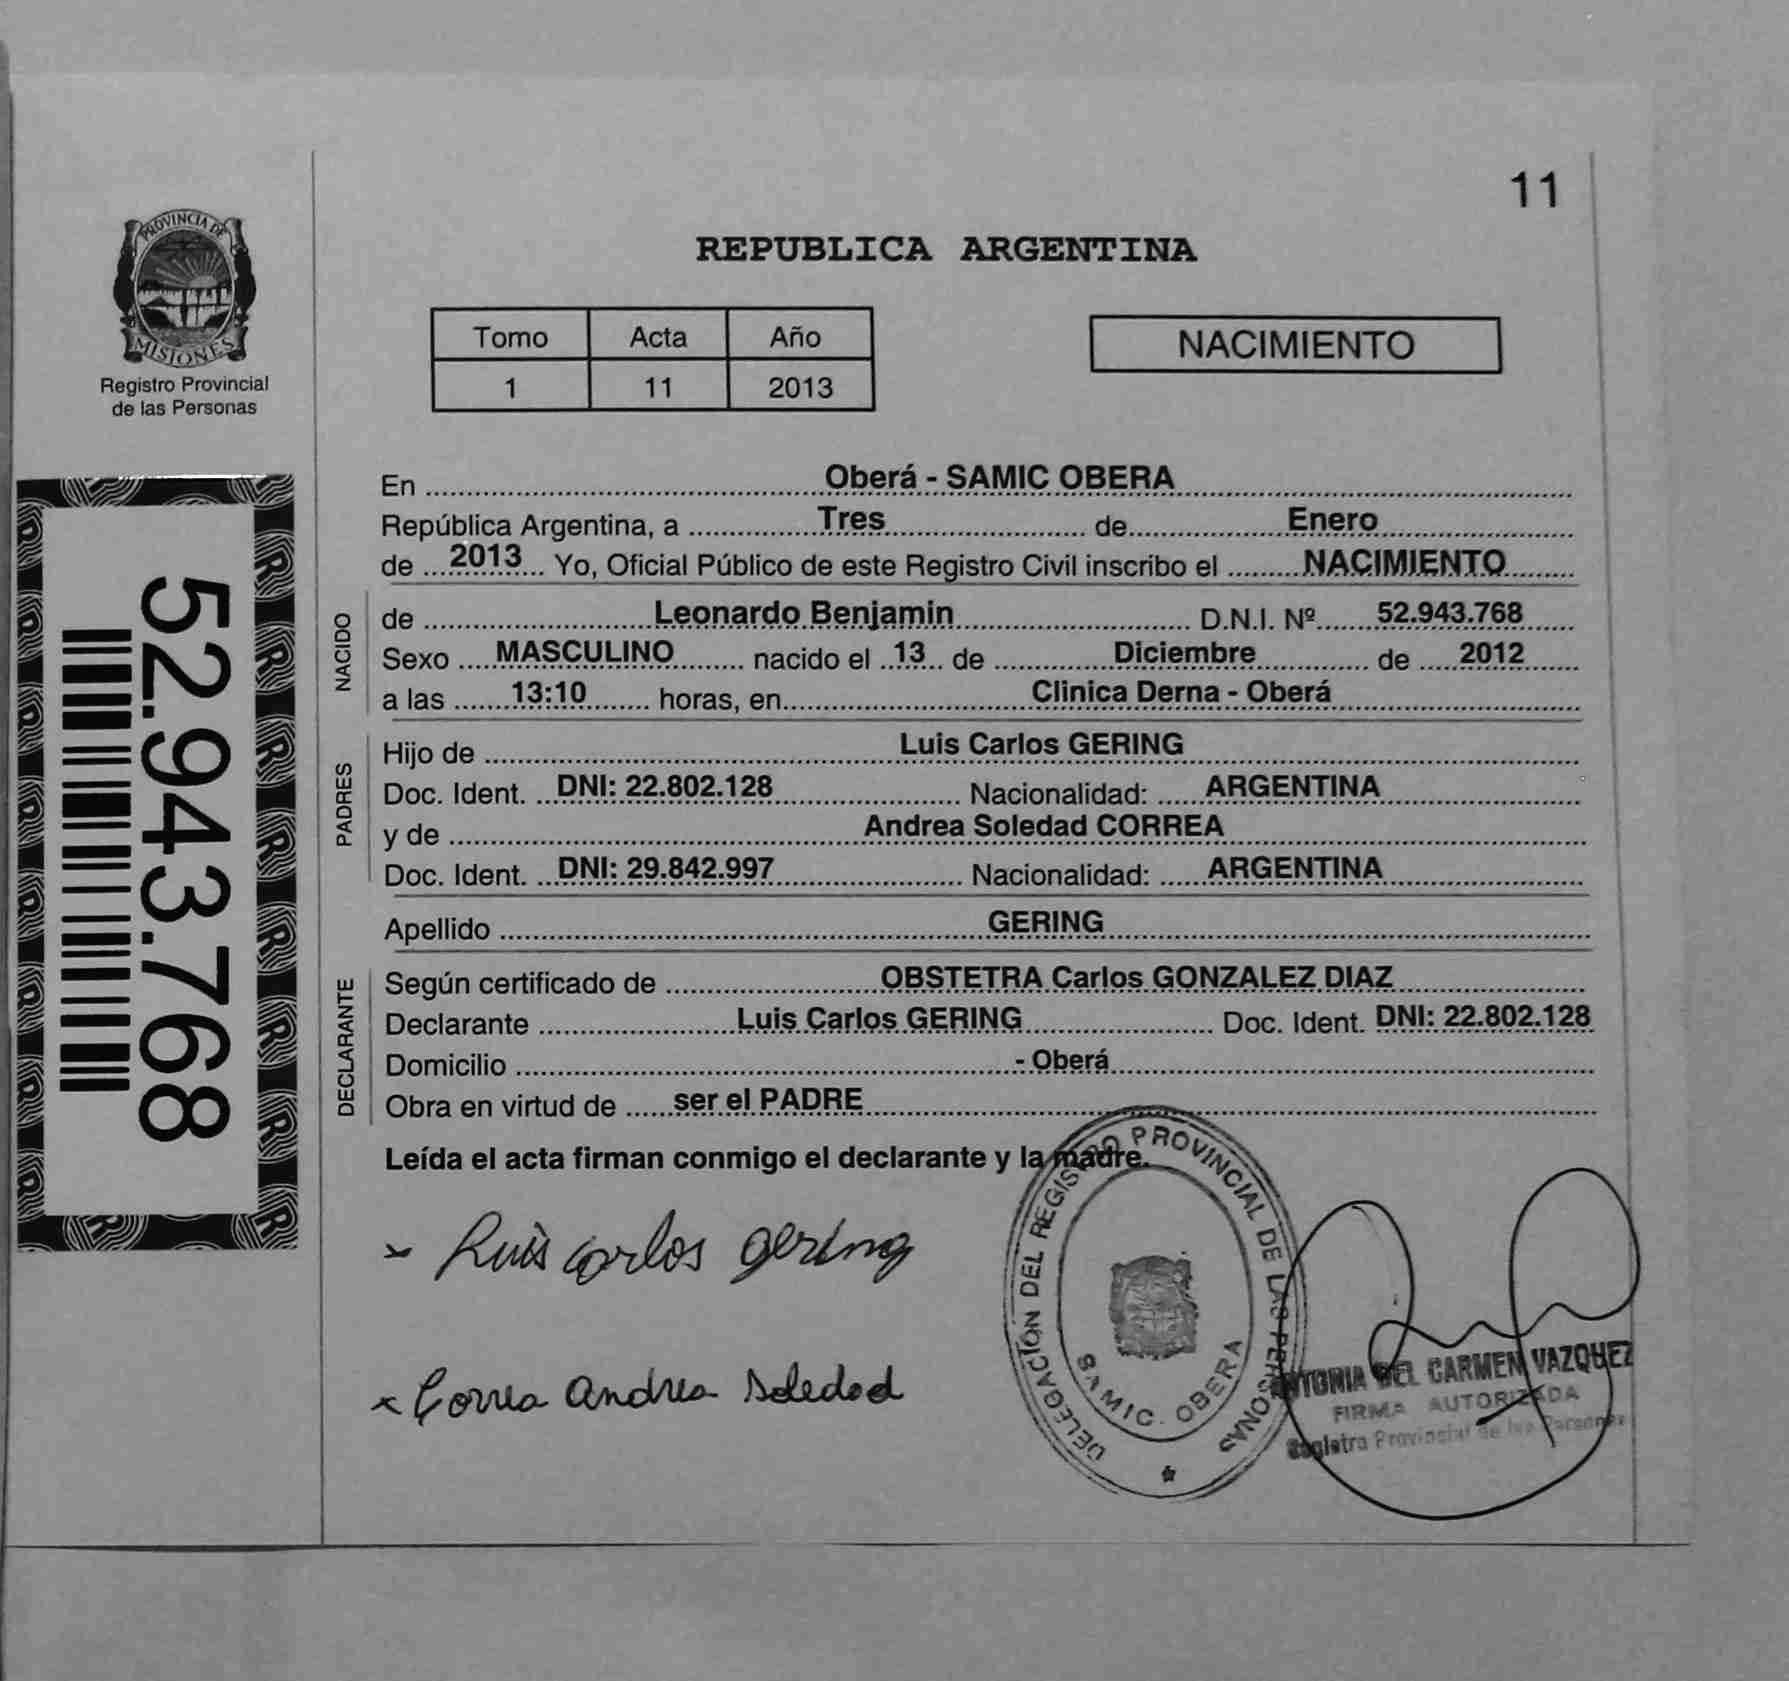 11
PROVINCIA DE
MISIONES
Registro Provincial
de las Personas
REPUBLICA ARGENTINA
Tomo Acta Año
1 11 2013
NACIMIENTO
52.943.768
En Oberá - SAMIC OBERA
República Argentina, a Tres de Enero
de 2013 Yo, Oficial Público de este Registro Civil inscribo el NACIMIENTO
NACIDO
de Leonardo Benjamin D.N.I. Nº 52.943.768
Sexo MASCULINO nacido el 13 de Diciembre de 2012
a las 13:10 horas, en Clinica Derna - Oberá
PADRES
Hijo de Luis Carlos GERING
Doc. Ident. DNI: 22.802.128 Nacionalidad: ARGENTINA
y de Andrea Soledad CORREA
Doc. Ident. DNI: 29.842.997 Nacionalidad: ARGENTINA
Apellido GERING
DECLARANTE
Según certificado de OBSTETRA Carlos GONZALEZ DIAZ
Declarante Luis Carlos GERING Doc. Ident. DNI: 22.802.128
Domicilio - Oberá
Obra en virtud de ser el PADRE
Leída el acta firman conmigo el declarante y la madre.
Luis carlos gering
Correa Andrea Soledad
DELEGACIÓN DEL REGISTRO PROVINCIAL DE LAS PERSONAS
SAMIC. OBERA
DEL CARMEN VAZQUEZ
FIRMA AUTORIZADA
Registro Provincial de las Personas